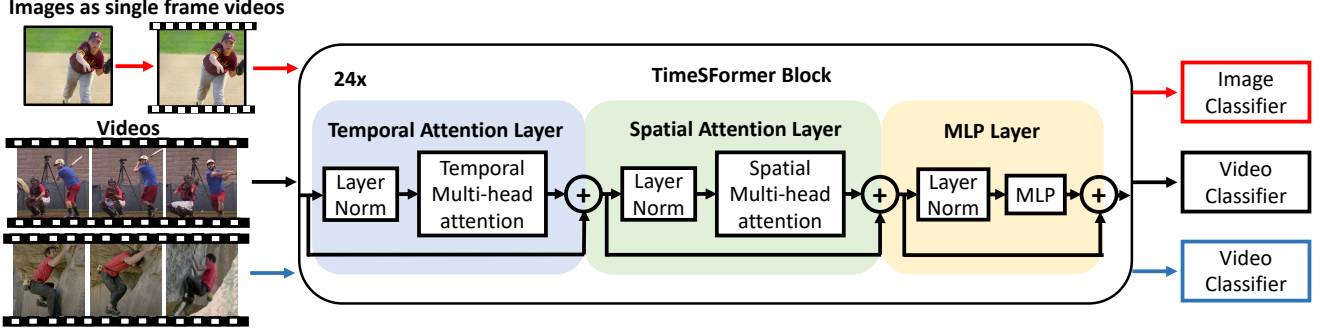 Images as single frame videos
Videos
24x
TimeSFormer Block
Temporal Attention Layer
Layer
Norm
Temporal
Multi-head
attention
+
Spatial Attention Layer
Layer
Norm
Spatial
Multi-head
attention
+
MLP Layer
Layer
Norm
MLP
+
Image
Classifier
Video
Classifier
Video
Classifier